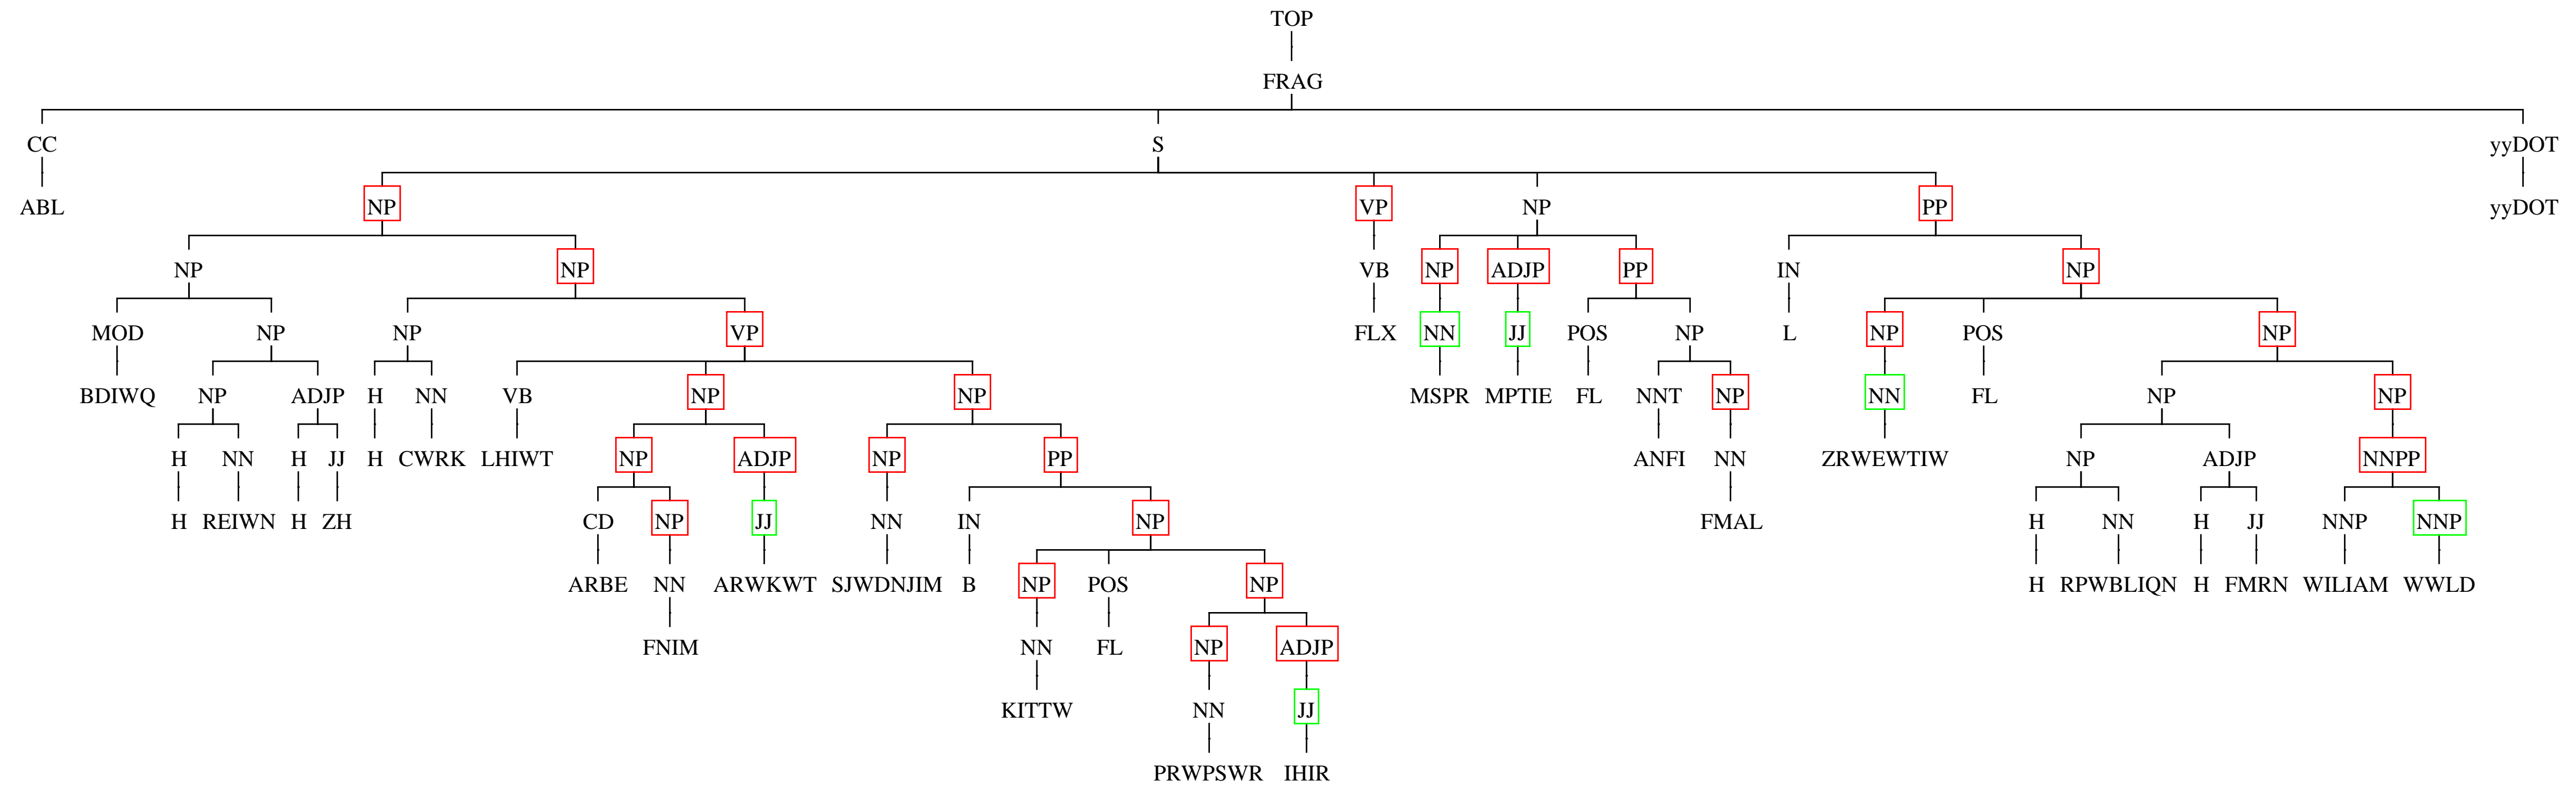 TOP
FRAG
CC S yyDOT
ABL NP VP NP PP yyDOT
NP NP VB NP ADJP PP IN NP
MOD NP NP VP FLX NN JJ POS NP L NP POS NP
BDIWQ NP ADJP H NN VB NP NP MSPR MPTIE FL NNT NP NN FL NP NP
H NN H JJ H CWRK LHIWT NP ADJP NP PP ANFI NN ZRWEWTIW NP ADJP NNPP
H REIWN H ZH CD NP JJ NN IN NP FMAL H NN H JJ NNP NNP
ARBE NN ARWKWT SJWDNJIM B NP POS NP H RPWBLIQN H FMRN WILIAM WWLD
FNIM NN FL NP ADJP
KITTW NN JJ
PRWPSWR IHIR